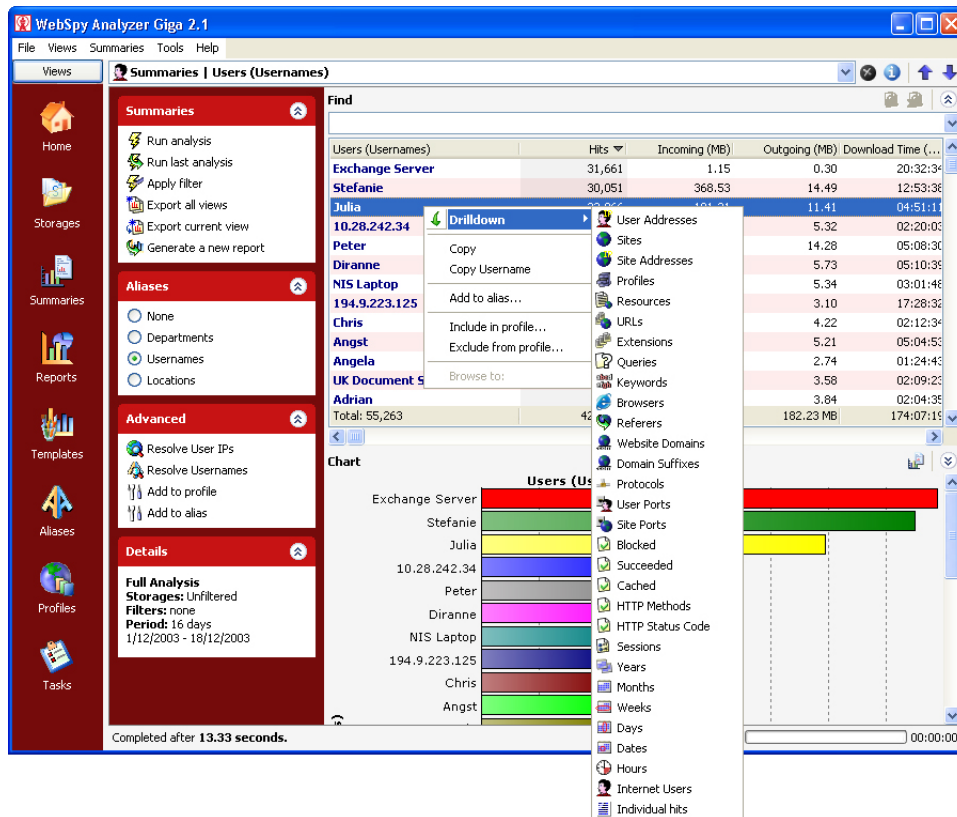 WebSpy Analyzer Giga 2.1
File Views Summaries Tools Help
Views
Summaries | Users (Usernames)
Home
Storages
Summaries
Reports
Templates
Aliases
Profiles
Tasks
Summaries
Run analysis
Run last analysis
Apply filter
Export all views
Export current view
Generate a new report
Aliases
None
Departments
Usernames
Locations
Advanced
Resolve User IPs
Resolve Usernames
Add to profile
Add to alias
Details
Full Analysis
Storages: Unfiltered
Filters: none
Period: 16 days
1/12/2003 - 18/12/2003
Find
Users (Usernames) Hits Incoming (MB) Outgoing (MB) Download Time (...
Exchange Server 31,661 1.15 0.30 20:32:34
Stefanie 30,051 368.53 14.49 12:53:38
Julia 11.41 04:51:11
10.28.242.34 5.32 02:20:03
Peter 14.28 05:08:30
Diranne 5.73 05:10:39
NIS Laptop 5.34 03:01:48
194.9.223.125 3.10 17:28:32
Chris 4.22 02:12:34
Angst 5.21 05:04:53
Angela 2.74 01:24:43
UK Document S 3.58 02:09:23
Adrian 3.84 02:04:35
Total: 55,263 42 182.23 MB 174:07:19
Drilldown
Copy
Copy Username
Add to alias...
Include in profile...
Exclude from profile...
Browse to:
User Addresses
Sites
Site Addresses
Profiles
Resources
URLs
Extensions
Queries
Keywords
Browsers
Referers
Website Domains
Domain Suffixes
Protocols
User Ports
Site Ports
Blocked
Succeeded
Cached
HTTP Methods
HTTP Status Code
Sessions
Years
Months
Weeks
Days
Dates
Hours
Internet Users
Individual hits
Chart
Users (Us
Exchange Server
Stefanie
Julia
10.28.242.34
Peter
Diranne
NIS Laptop
194.9.223.125
Chris
Angst
Completed after 13.33 seconds.
00:00:00